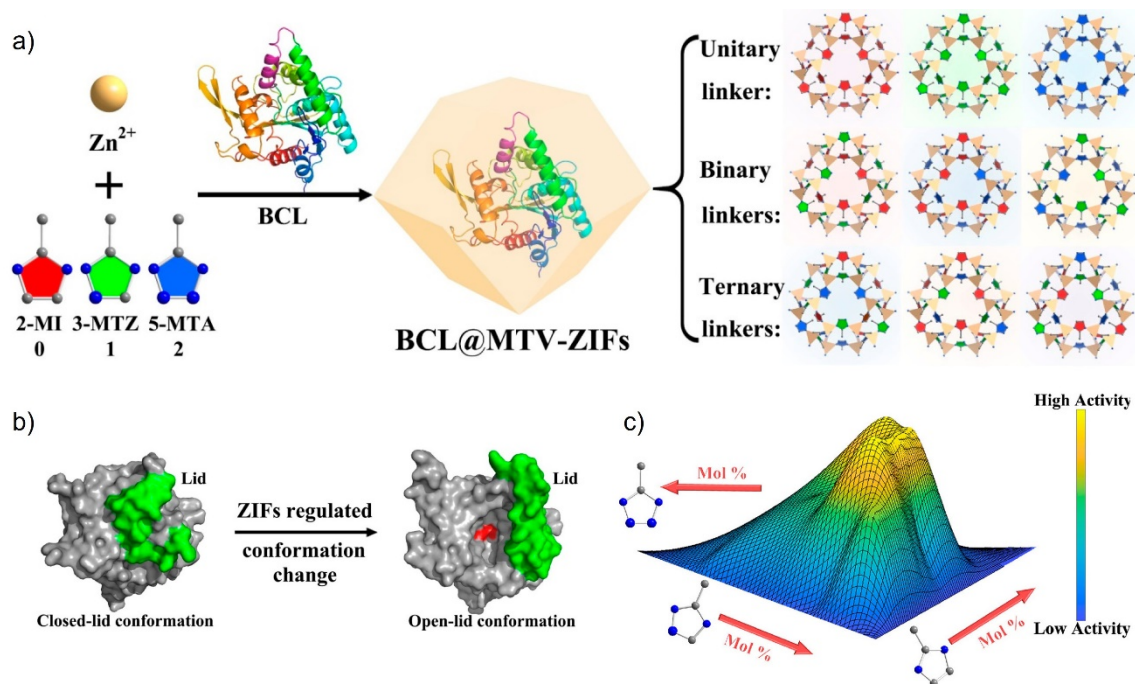 a)
Zn2+
+
2-MI 3-MTZ 5-MTA
0 1 2
BCL
BCL@MTV-ZIFs
Unitary
linker:
Binary
linkers:
Ternary
linkers:
b)
Lid
Closed-lid conformation
ZIFs regulated
conformation
change
Lid
Open-lid conformation
c)
Mol %
Mol %
Mol %
High Activity
Low Activity